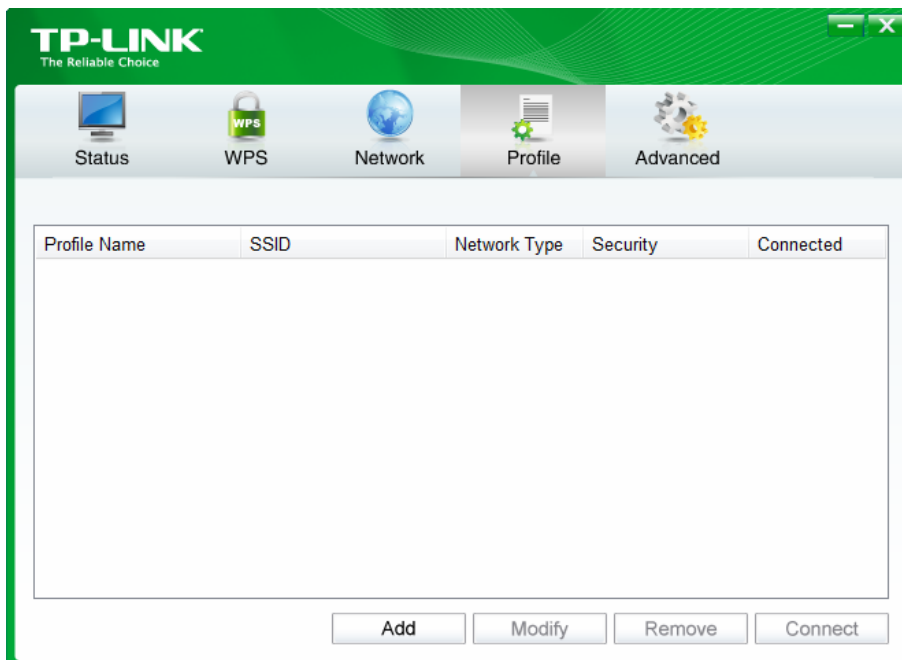 TP-LINK
The Reliable Choice
WPS
Status WPS Network Profile Advanced
Profile Name SSID Network Type Security Connected
Add Modify Remove Connect